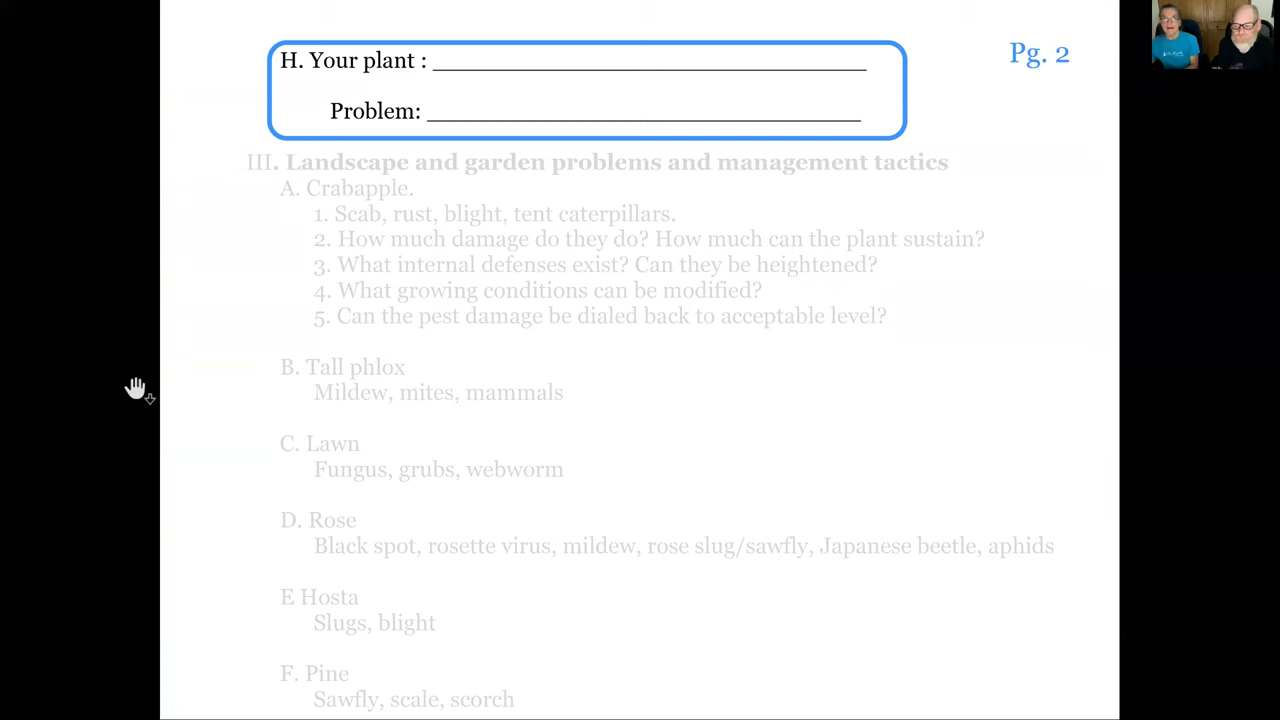 H. Your plant : ____________________________________
Pg. 2
Problem: ____________________________________
III. Landscape and garden problems and management tactics
A. Crabapple.
1. Scab, rust, blight, tent caterpillars.
2. How much damage do they do? How much can the plant sustain?
3. What internal defenses exist? Can they be heightened?
4. What growing conditions can be modified?
5. Can the pest damage be dialed back to acceptable level?
B. Tall phlox
Mildew, mites, mammals
C. Lawn
Fungus, grubs, webworm
D. Rose
Black spot, rosette virus, mildew, rose slug/sawfly, Japanese beetle, aphids
E Hosta
Slugs, blight
F. Pine
Sawfly, scale, scorch